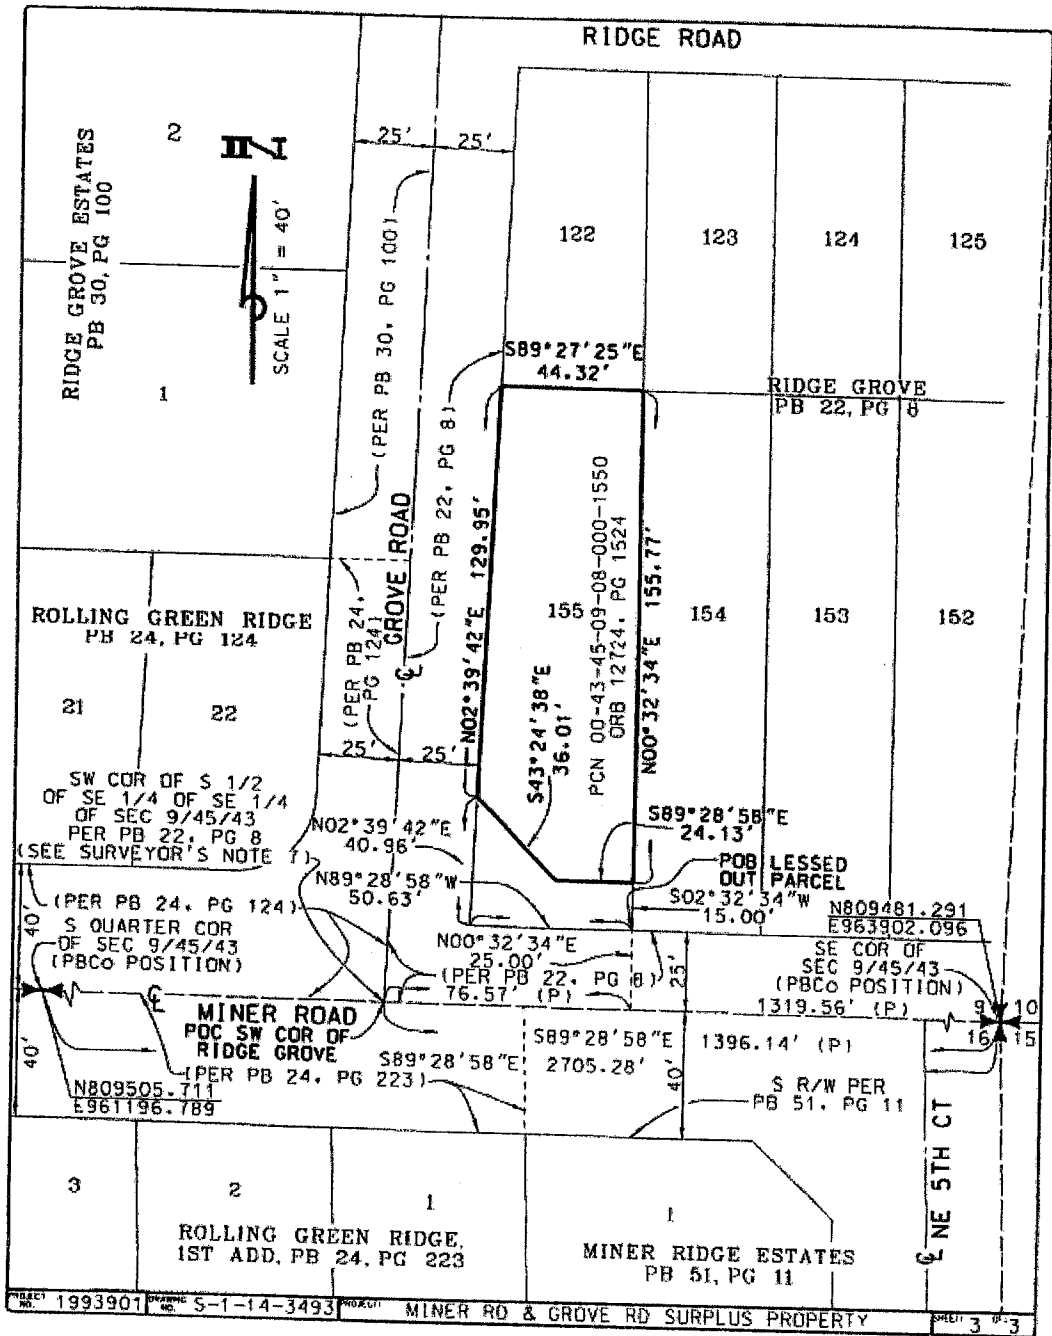 RIDGE ROAD
2
RIDGE GROVE ESTATES
PB 30, PG 100
SCALE 1" = 40'
25'
25'
122
123
124
125
(PER PB 30, PG 100)
1
S89°27'25"E
44.32'
RIDGE GROVE
PB 22, PG 8
(PER PB 22, PG 8)
GROVE ROAD
N02°39'42"E 129.95'
155
PCN 00-43-45-09-08-000-1550
ORB 12724, PG 1524
N00°32'34"E 155.77'
154
153
152
ROLLING GREEN RIDGE
PB 24, PG 124
(PER PB 24,
PG 124)
21
22
25'
25'
S43°24'38"E
36.01'
SW COR OF S 1/2
OF SE 1/4 OF SE 1/4
OF SEC 9/45/43
PER PB 22, PG 8
(SEE SURVEYOR'S NOTE 7)
N02°39'42"E
40.96'
S89°28'58"E
24.13'
N89°28'58"W
50.63'
POB LESSED
OUT PARCEL
S02°32'34"W
15.00'
N809481.291
E963902.096
40'
(PER PB 24, PG 124)
S QUARTER COR
OF SEC 9/45/43
(PBCo POSITION)
N00°32'34"E
25.00'
(PER PB 22, PG 8)
76.57' (P)
25'
SE COR OF
SEC 9/45/43
(PBCo POSITION)
1319.56' (P)
9 10
16 15
MINER ROAD
POC SW COR OF
RIDGE GROVE
40'
S89°28'58"E
S89°28'58"E
2705.28'
1396.14' (P)
40'
(PER PB 24, PG 223)
N809505.711
E961196.789
S R/W PER
PB 51, PG 11
NE 5TH CT
3
2
1
1
ROLLING GREEN RIDGE,
1ST ADD, PB 24, PG 223
MINER RIDGE ESTATES
PB 51, PG 11
PROJECT NO. 1993901 DRAWING NO. S-1-14-3493 PROJECT: MINER RD & GROVE RD SURPLUS PROPERTY SHEET: 3 OF: 3